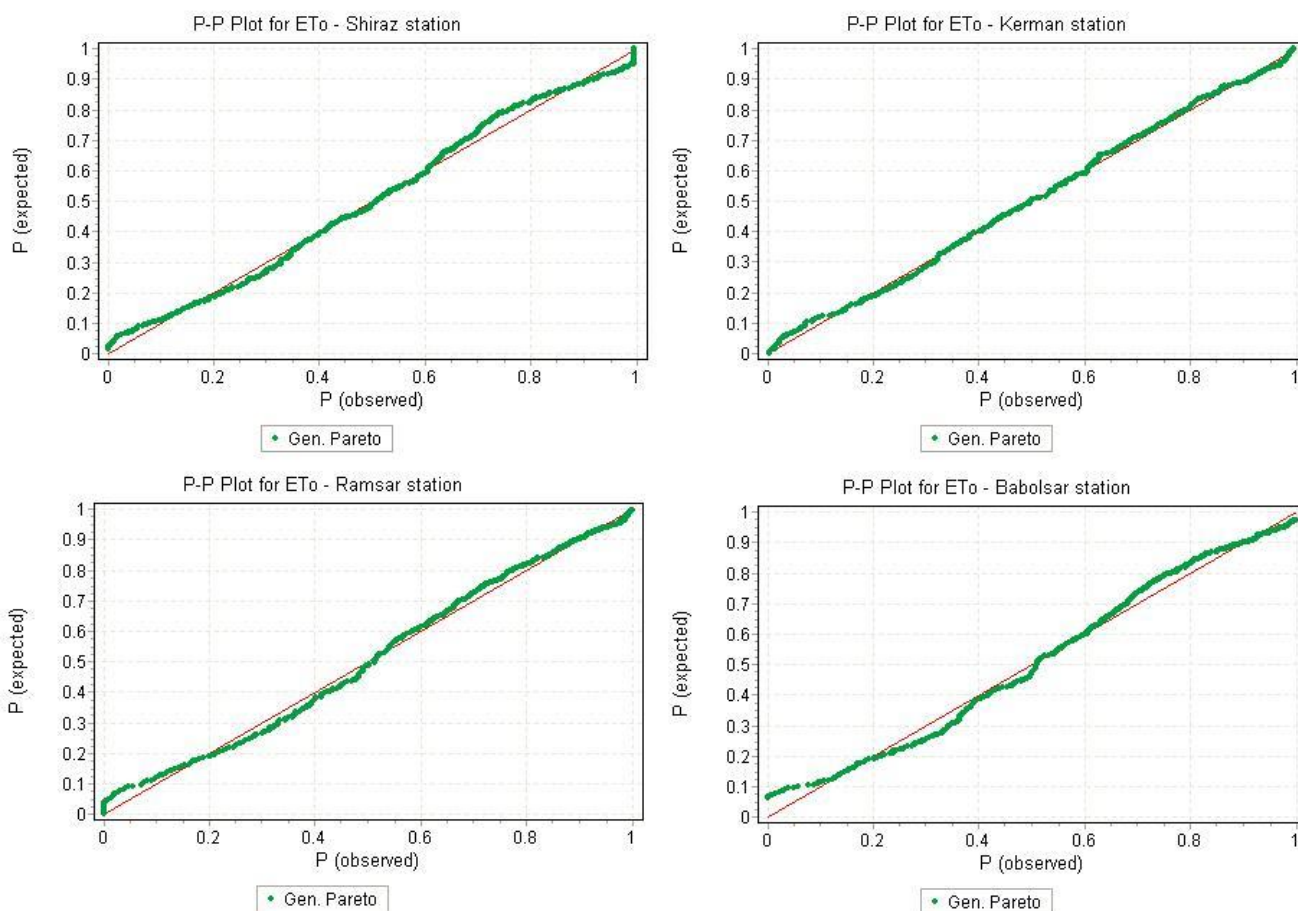 P-P Plot for ETo - Shiraz station
1
0.9
0.8
0.7
0.6
0.5
0.4
0.3
0.2
0.1
0
P (expected)
0 0.2 0.4 0.6 0.8 1
P (observed)
Gen. Pareto
P-P Plot for ETo - Kerman station
1
0.9
0.8
0.7
0.6
0.5
0.4
0.3
0.2
0.1
0
P (expected)
0 0.2 0.4 0.6 0.8 1
P (observed)
Gen. Pareto
P-P Plot for ETo - Ramsar station
1
0.9
0.8
0.7
0.6
0.5
0.4
0.3
0.2
0.1
0
P (expected)
0 0.2 0.4 0.6 0.8 1
P (observed)
Gen. Pareto
P-P Plot for ETo - Babolsar station
1
0.9
0.8
0.7
0.6
0.5
0.4
0.3
0.2
0.1
0
P (expected)
0 0.2 0.4 0.6 0.8 1
P (observed)
Gen. Pareto